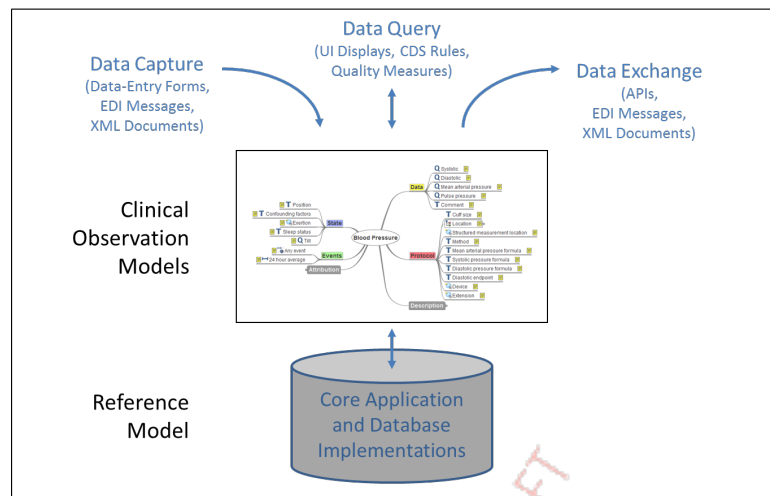 Data Query
(UI Displays, CDS Rules,
Quality Measures)
Data Capture
(Data-Entry Forms,
EDI Messages,
XML Documents)
Data Exchange
(APIs,
EDI Messages,
XML Documents)
Clinical
Observation
Models
Blood Pressure
Data
Q Systolic
Q Diastolic
Q Mean arterial pressure
Q Pulse pressure
T Comment
State
T Position
T Confounding factors
Exertion
T Sleep status
Q Tilt
Events
Any event
24 hour average
Attribution
Protocol
T Cuff size
Location
Structured measurement location
T Method
T Mean arterial pressure formula
T Systolic pressure formula
T Diastolic pressure formula
T Diastolic endpoint
Device
Extension
Description
Reference
Model
Core Application
and Database
Implementations